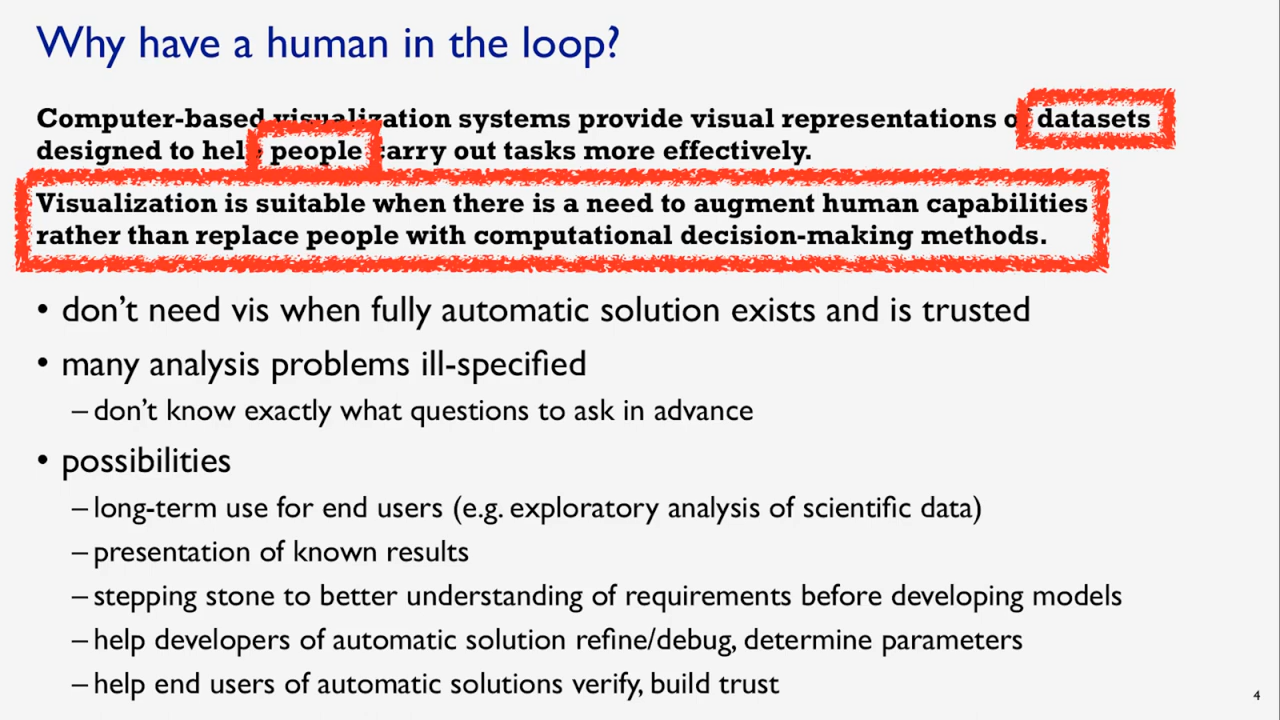 Why have a human in the loop?
Computer-based visualization systems provide visual representations of datasets
designed to help people carry out tasks more effectively.
Visualization is suitable when there is a need to augment human capabilities
rather than replace people with computational decision-making methods.
• don't need vis when fully automatic solution exists and is trusted
• many analysis problems ill-specified
– don't know exactly what questions to ask in advance
• possibilities
– long-term use for end users (e.g. exploratory analysis of scientific data)
– presentation of known results
– stepping stone to better understanding of requirements before developing models
– help developers of automatic solution refine/debug, determine parameters
– help end users of automatic solutions verify, build trust
4